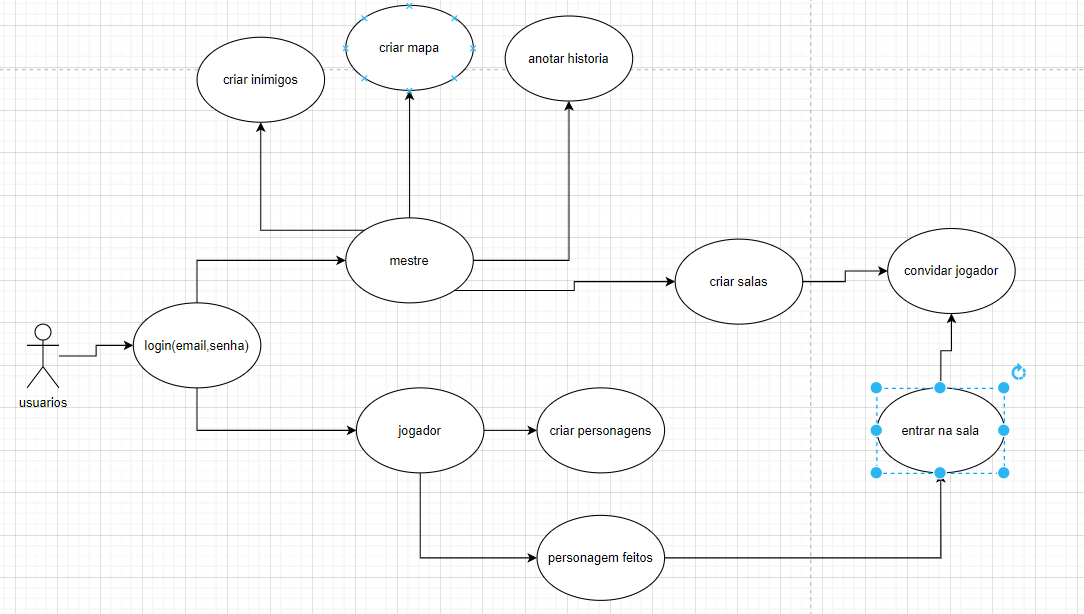 criar mapa
anotar historia
criar inimigos
mestre
convidar jogador
criar salas
login(email,senha)
usuarios
jogador
criar personagens
entrar na sala
personagem feitos